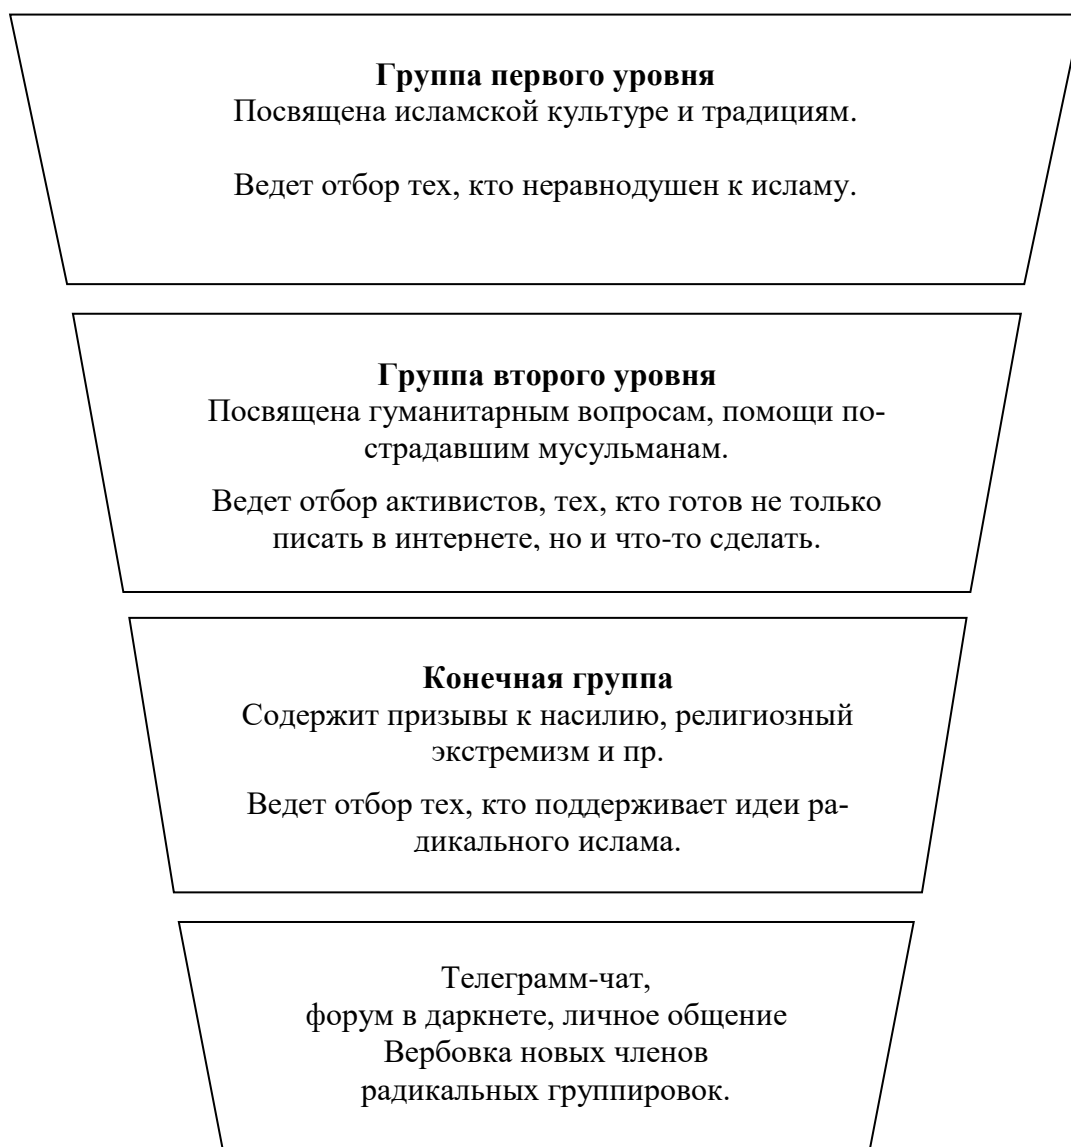 Группа первого уровня
Посвящена исламской культуре и традициям.
Ведет отбор тех, кто неравнодушен к исламу.
Группа второго уровня
Посвящена гуманитарным вопросам, помощи по-
страдавшим мусульманам.
Ведет отбор активистов, тех, кто готов не только
писать в интернете, но и что-то сделать.
Конечная группа
Содержит призывы к насилию, религиозный
экстремизм и пр.
Ведет отбор тех, кто поддерживает идеи ра-
дикального ислама.
Телеграмм-чат,
форум в даркнете, личное общение
Вербовка новых членов
радикальных группировок.